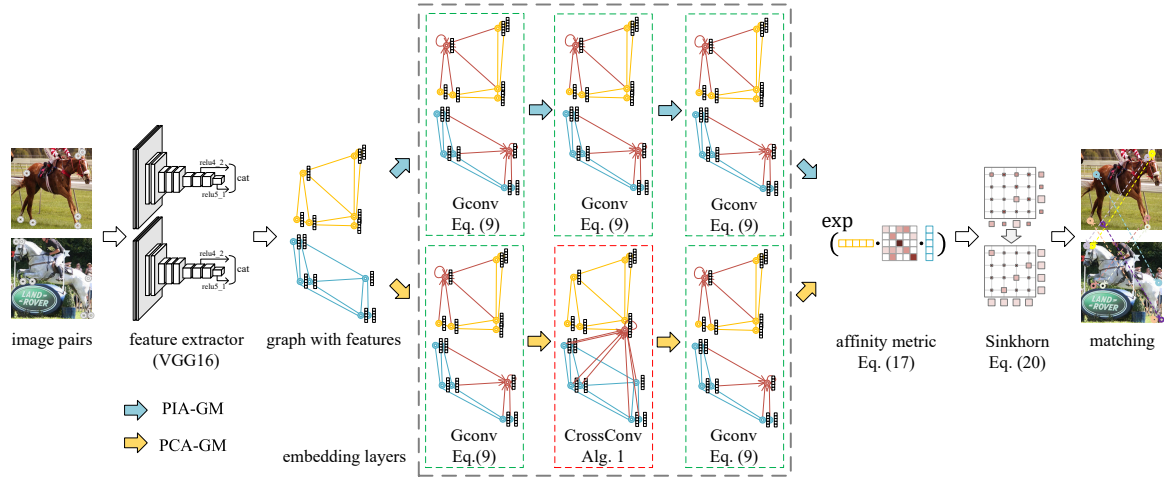 relu4_2
cat
relu5_1
relu4_2
cat
relu5_1
LAND-
ROVER
image pairs
feature extractor
(VGG16)
graph with features
Gconv
Eq. (9)
Gconv
Eq. (9)
Gconv
Eq. (9)
Gconv
Eq.(9)
CrossConv
Alg. 1
Gconv
Eq. (9)
embedding layers
PIA-GM
PCA-GM
exp
( · · )
affinity metric
Eq. (17)
Sinkhorn
Eq. (20)
LAND-
ROVER
matching